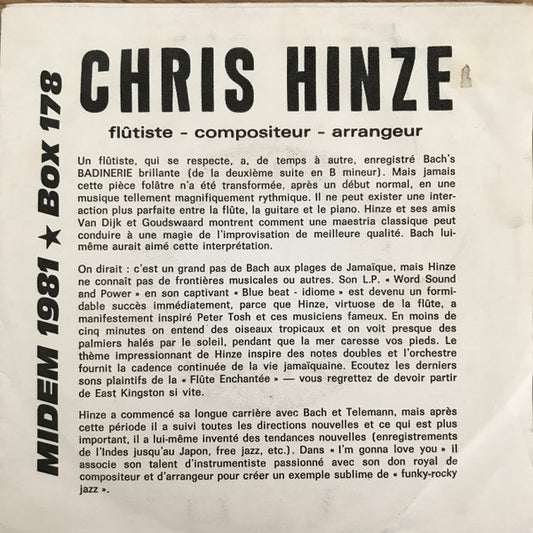 CHRIS HINZE
flûtiste - compositeur - arrangeur
MIDEM 1981 ★ Box 178
Un flûtiste, qui se respecte, a, de temps à autre, enregistré Bach's
BADINERIE brillante (de la deuxième suite en B mineur). Mais jamais
cette pièce folâtre n'a été transformée, après un début normal, en une
musique tellement magnifiquement rythmique. Il ne peut exister une inter-
action plus parfaite entre la flûte, la guitare et le piano. Hinze et ses amis
Van Dijk et Goudswaard montrent comment une maestria classique peut
conduire à une magie de l'improvisation de meilleure qualité. Bach lui-
même aurait aimé cette interprétation.
On dirait : c'est un grand pas de Bach aux plages de Jamaïque, mais Hinze
ne connaît pas de frontières musicales ou autres. Son L.P. « Word Sound
and Power » en son captivant « Blue beat - idiome » est devenu un formi-
dable succès immédiatement, parce que Hinze, virtuose de la flûte, a
manifestement inspiré Peter Tosh et ces musiciens fameux. En moins de
cinq minutes on entend des oiseaux tropicaux et on voit presque des
palmiers halés par le soleil, pendant que la mer caresse vos pieds. Le
thème impressionnant de Hinze inspire des notes doubles et l'orchestre
fournit la cadence continuée de la vie jamaïquaine. Ecoutez les derniers
sons plaintifs de la « Flûte Enchantée » — vous regrettez de devoir partir
de East Kingston si vite.
Hinze a commencé sa longue carrière avec Bach et Telemann, mais après
cette période il a suivi toutes les directions nouvelles et ce qui est plus
important, il a lui-même inventé des tendances nouvelles (enregistrements
de l'Indes jusqu'au Japon, free jazz, etc.). Dans « I'm gonna love you » il
associe son talent d'instrumentiste passionné avec son don royal de
compositeur et d'arrangeur pour créer un exemple sublime de « funky-rocky
jazz ».